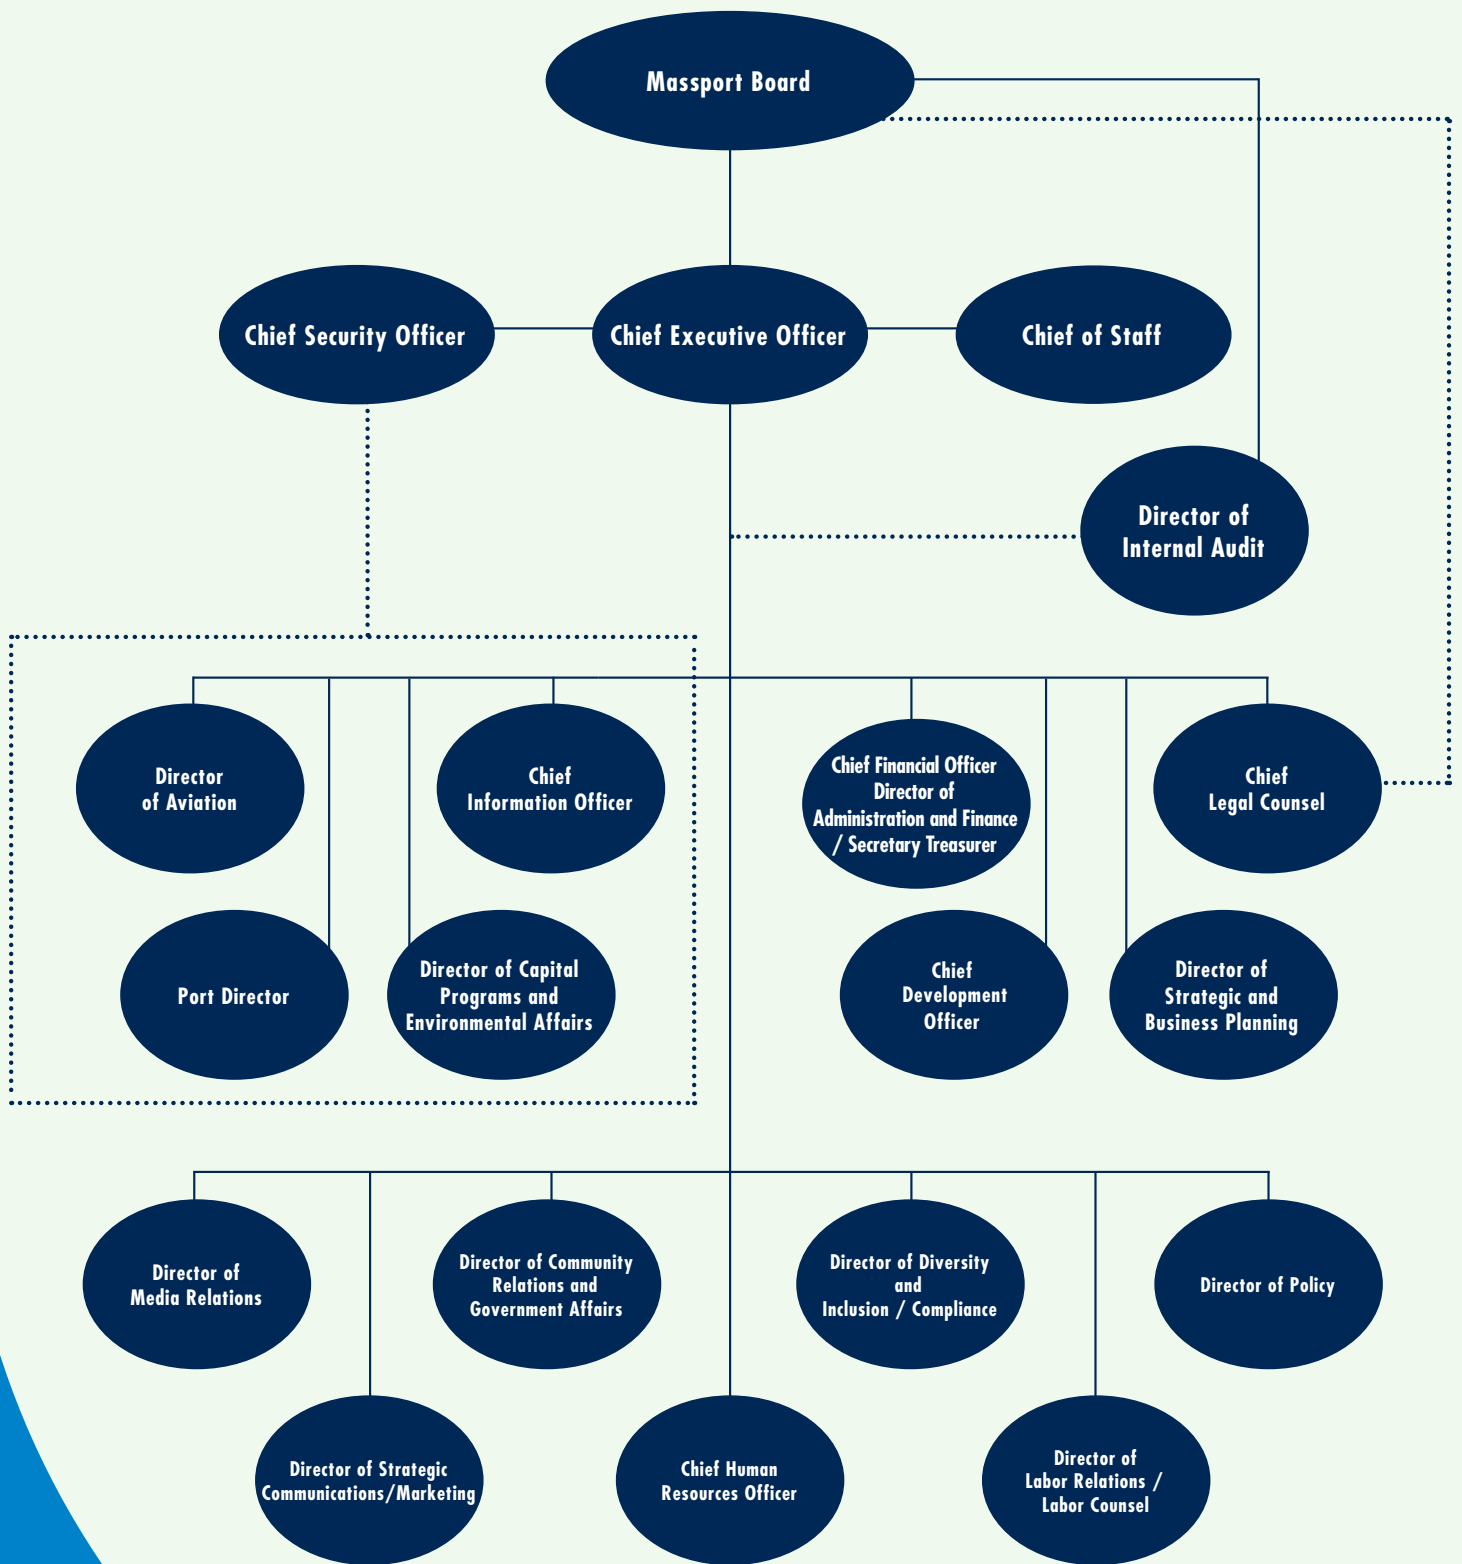 Massport Board
Chief Security Officer
Chief Executive Officer
Chief of Staff
Director of
Internal Audit
Director
of Aviation
Chief
Information Officer
Chief Financial Officer
Director of
Administration and Finance
/ Secretary Treasurer
Chief
Legal Counsel
Port Director
Director of Capital
Programs and
Environmental Affairs
Chief
Development
Officer
Director of
Strategic and
Business Planning
Director of
Media Relations
Director of Community
Relations and
Government Affairs
Director of Diversity
and
Inclusion / Compliance
Director of Policy
Director of Strategic
Communications/Marketing
Chief Human
Resources Officer
Director of
Labor Relations /
Labor Counsel